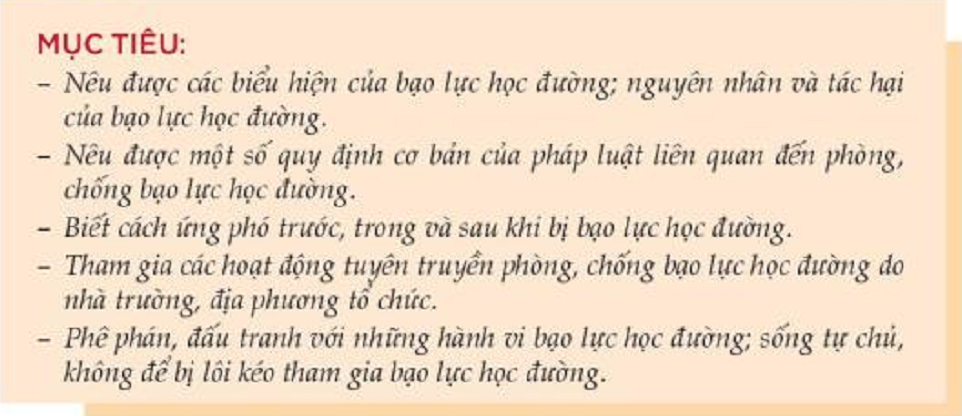 MỤC TIÊU:
– Nêu được các biểu hiện của bạo lực học đường; nguyên nhân và tác hại
của bạo lực học đường.
– Nêu được một số quy định cơ bản của pháp luật liên quan đến phòng,
chống bạo lực học đường.
– Biết cách ứng phó trước, trong và sau khi bị bạo lực học đường.
– Tham gia các hoạt động tuyên truyền phòng, chống bạo lực học đường do
nhà trường, địa phương tổ chức.
– Phê phán, đấu tranh với những hành vi bạo lực học đường; sống tự chủ,
không để bị lôi kéo tham gia bạo lực học đường.